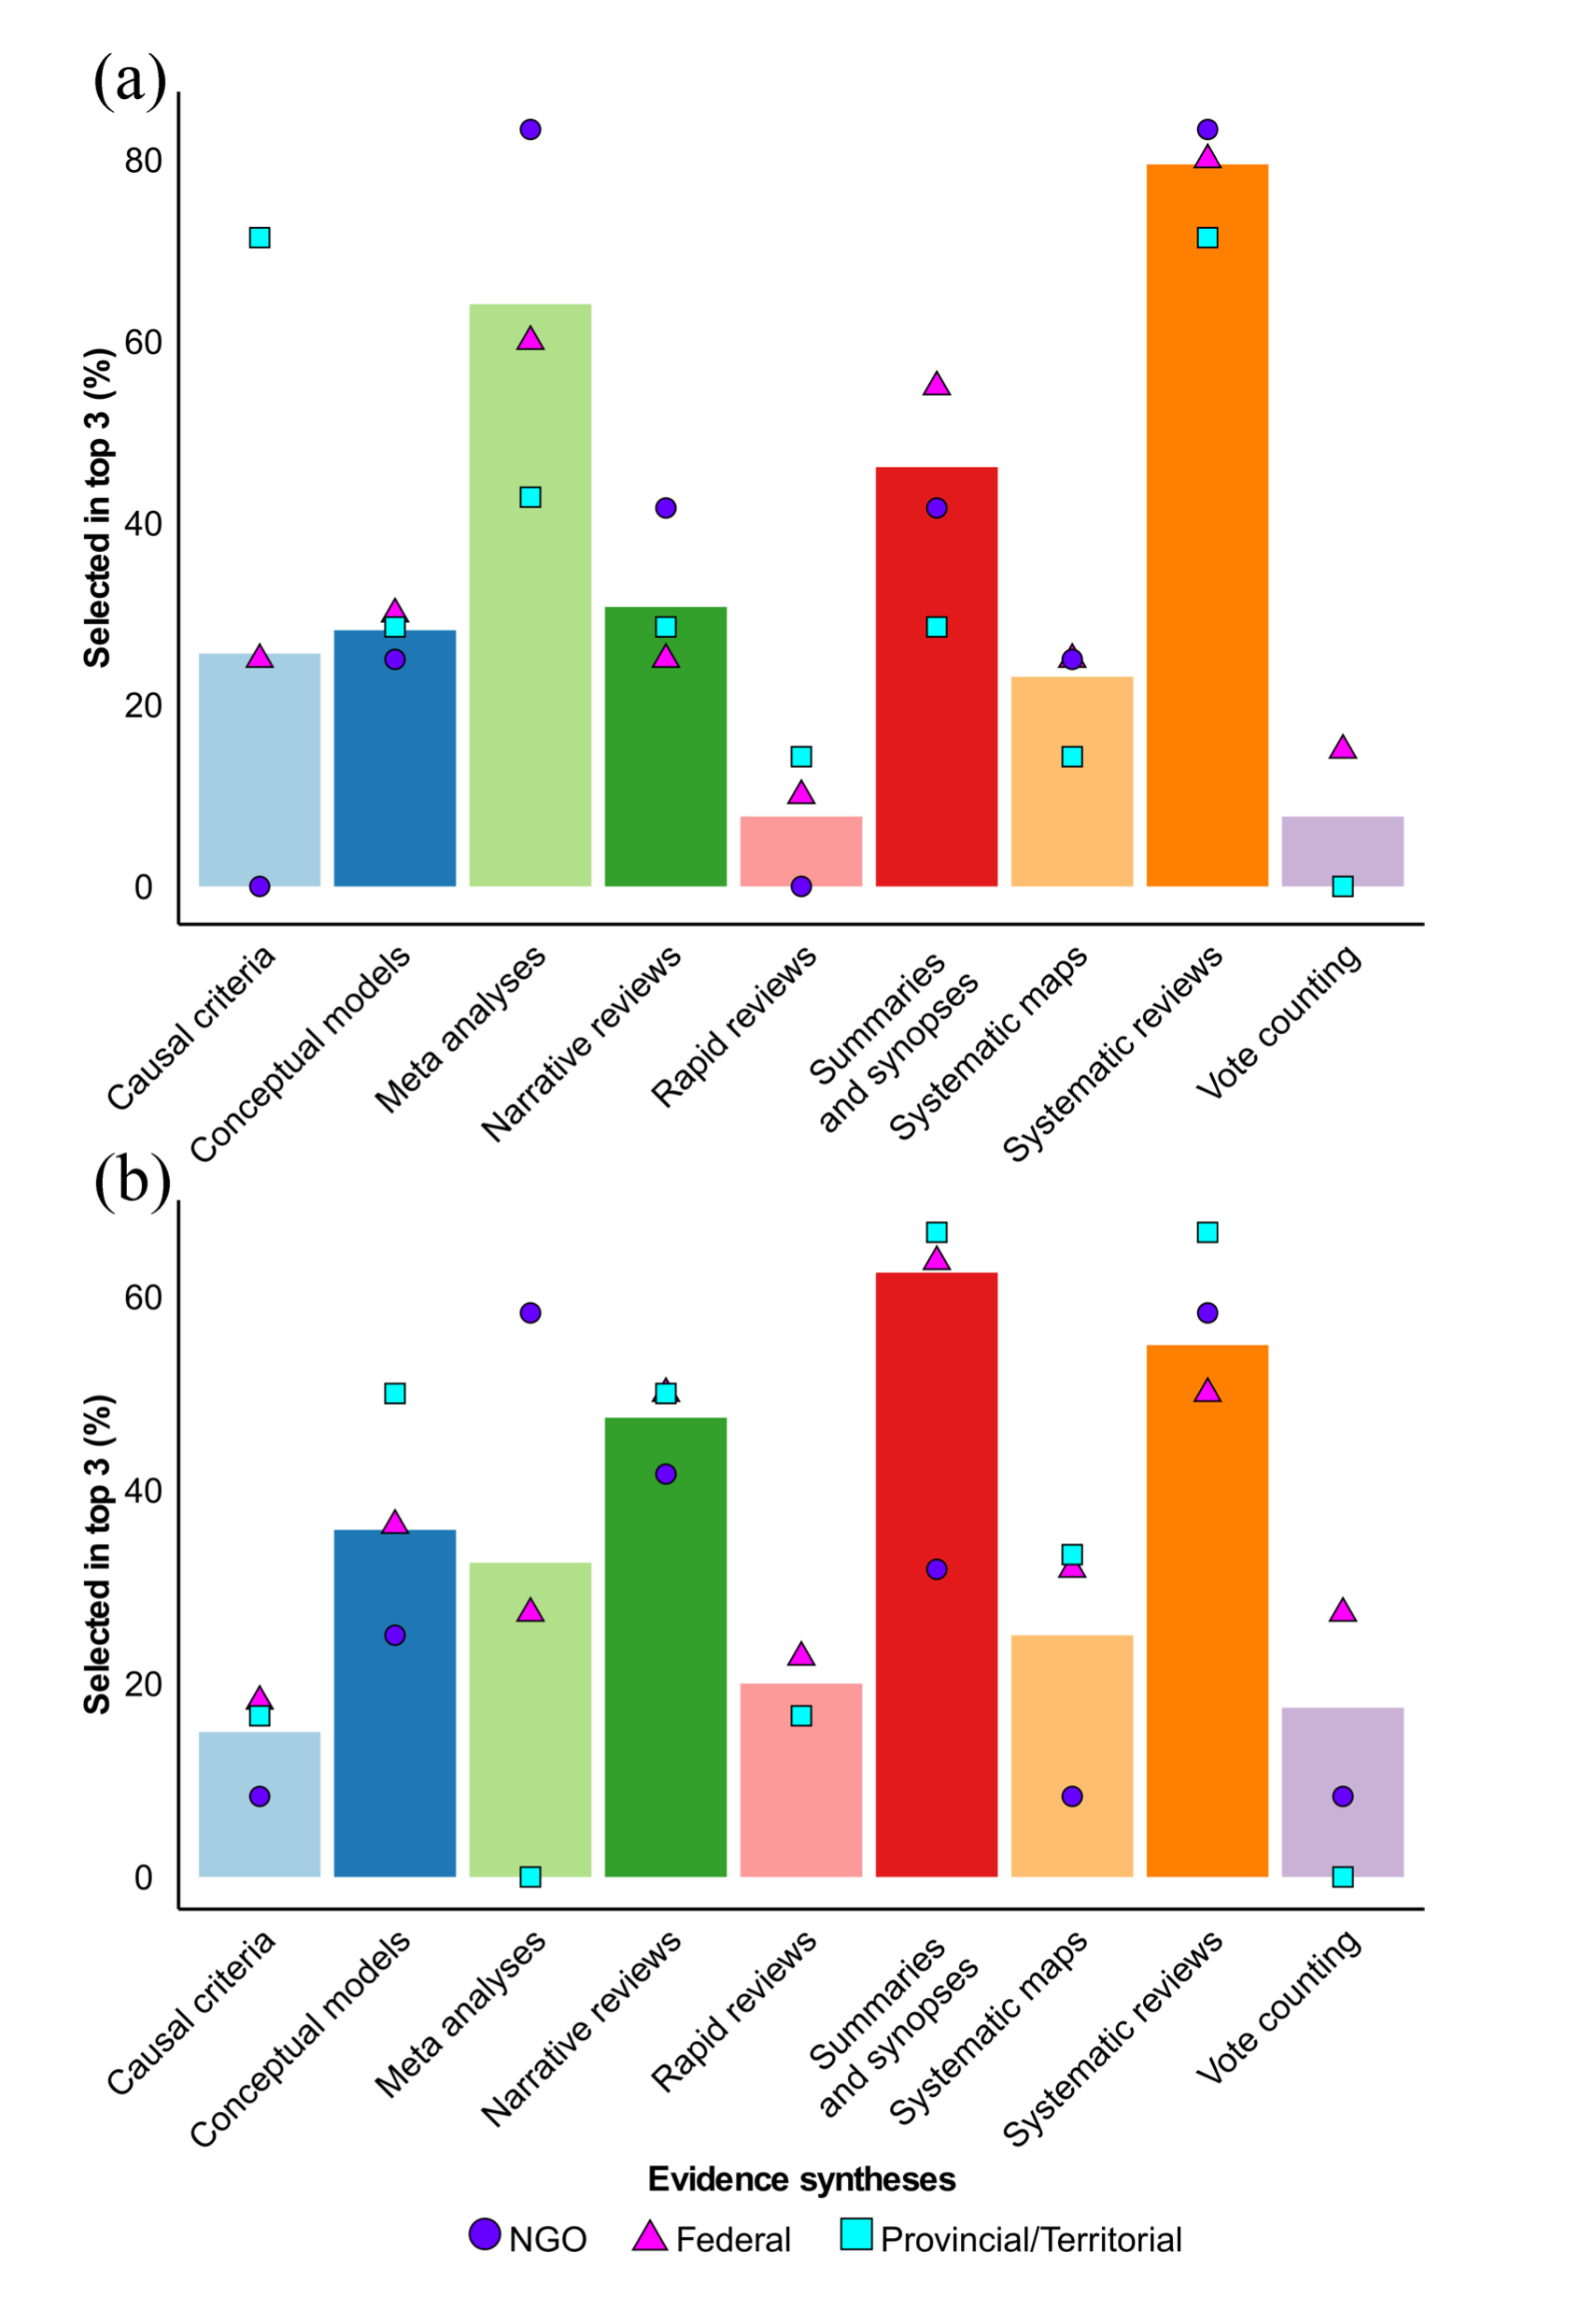 (a)
80
60
40
20
0
Selected in top 3 (%)
Causal criteria
Conceptual models
Meta analyses
Narrative reviews
Rapid reviews
Summaries
and synopses
Systematic maps
Systematic reviews
Vote counting
(b)
60
40
20
0
Selected in top 3 (%)
Causal criteria
Conceptual models
Meta analyses
Narrative reviews
Rapid reviews
Summaries
and synopses
Systematic maps
Systematic reviews
Vote counting
Evidence syntheses
NGO Federal Provincial/Territorial